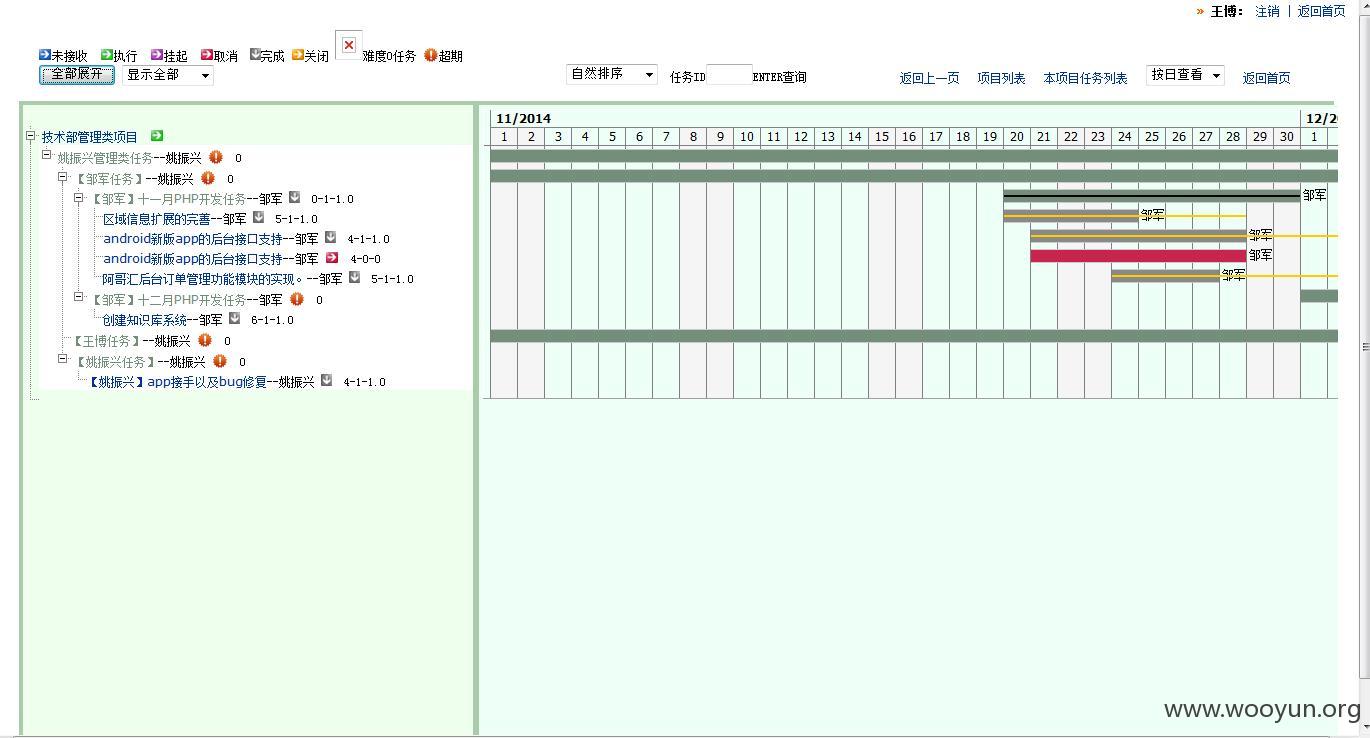 » 王博： 注销 | 返回首页
未接收 执行 挂起 取消 完成 关闭 难度0任务 超期
全部展开 显示全部 自然排序 任务ID ENTER查询 返回上一页 项目列表 本项目任务列表 按日查看 返回首页
11/2014 12/2
1 2 3 4 5 6 7 8 9 10 11 12 13 14 15 16 17 18 19 20 21 22 23 24 25 26 27 28 29 30 1
技术部管理类项目
姚振兴管理类任务--姚振兴 0
【邹军任务】--姚振兴 0
【邹军】十一月PHP开发任务--邹军 0-1-1.0 邹军
区域信息扩展的完善--邹军 5-1-1.0 邹军
android新版app的后台接口支持--邹军 4-1-1.0 邹军
android新版app的后台接口支持--邹军 4-0-0 邹军
阿哥汇后台订单管理功能模块的实现。--邹军 5-1-1.0 邹军
【邹军】十二月PHP开发任务--邹军 0
创建知识库系统--邹军 6-1-1.0
【王博任务】--姚振兴 0
【姚振兴任务】--姚振兴 0
【姚振兴】app接手以及bug修复--姚振兴 4-1-1.0
www.wooyun.org